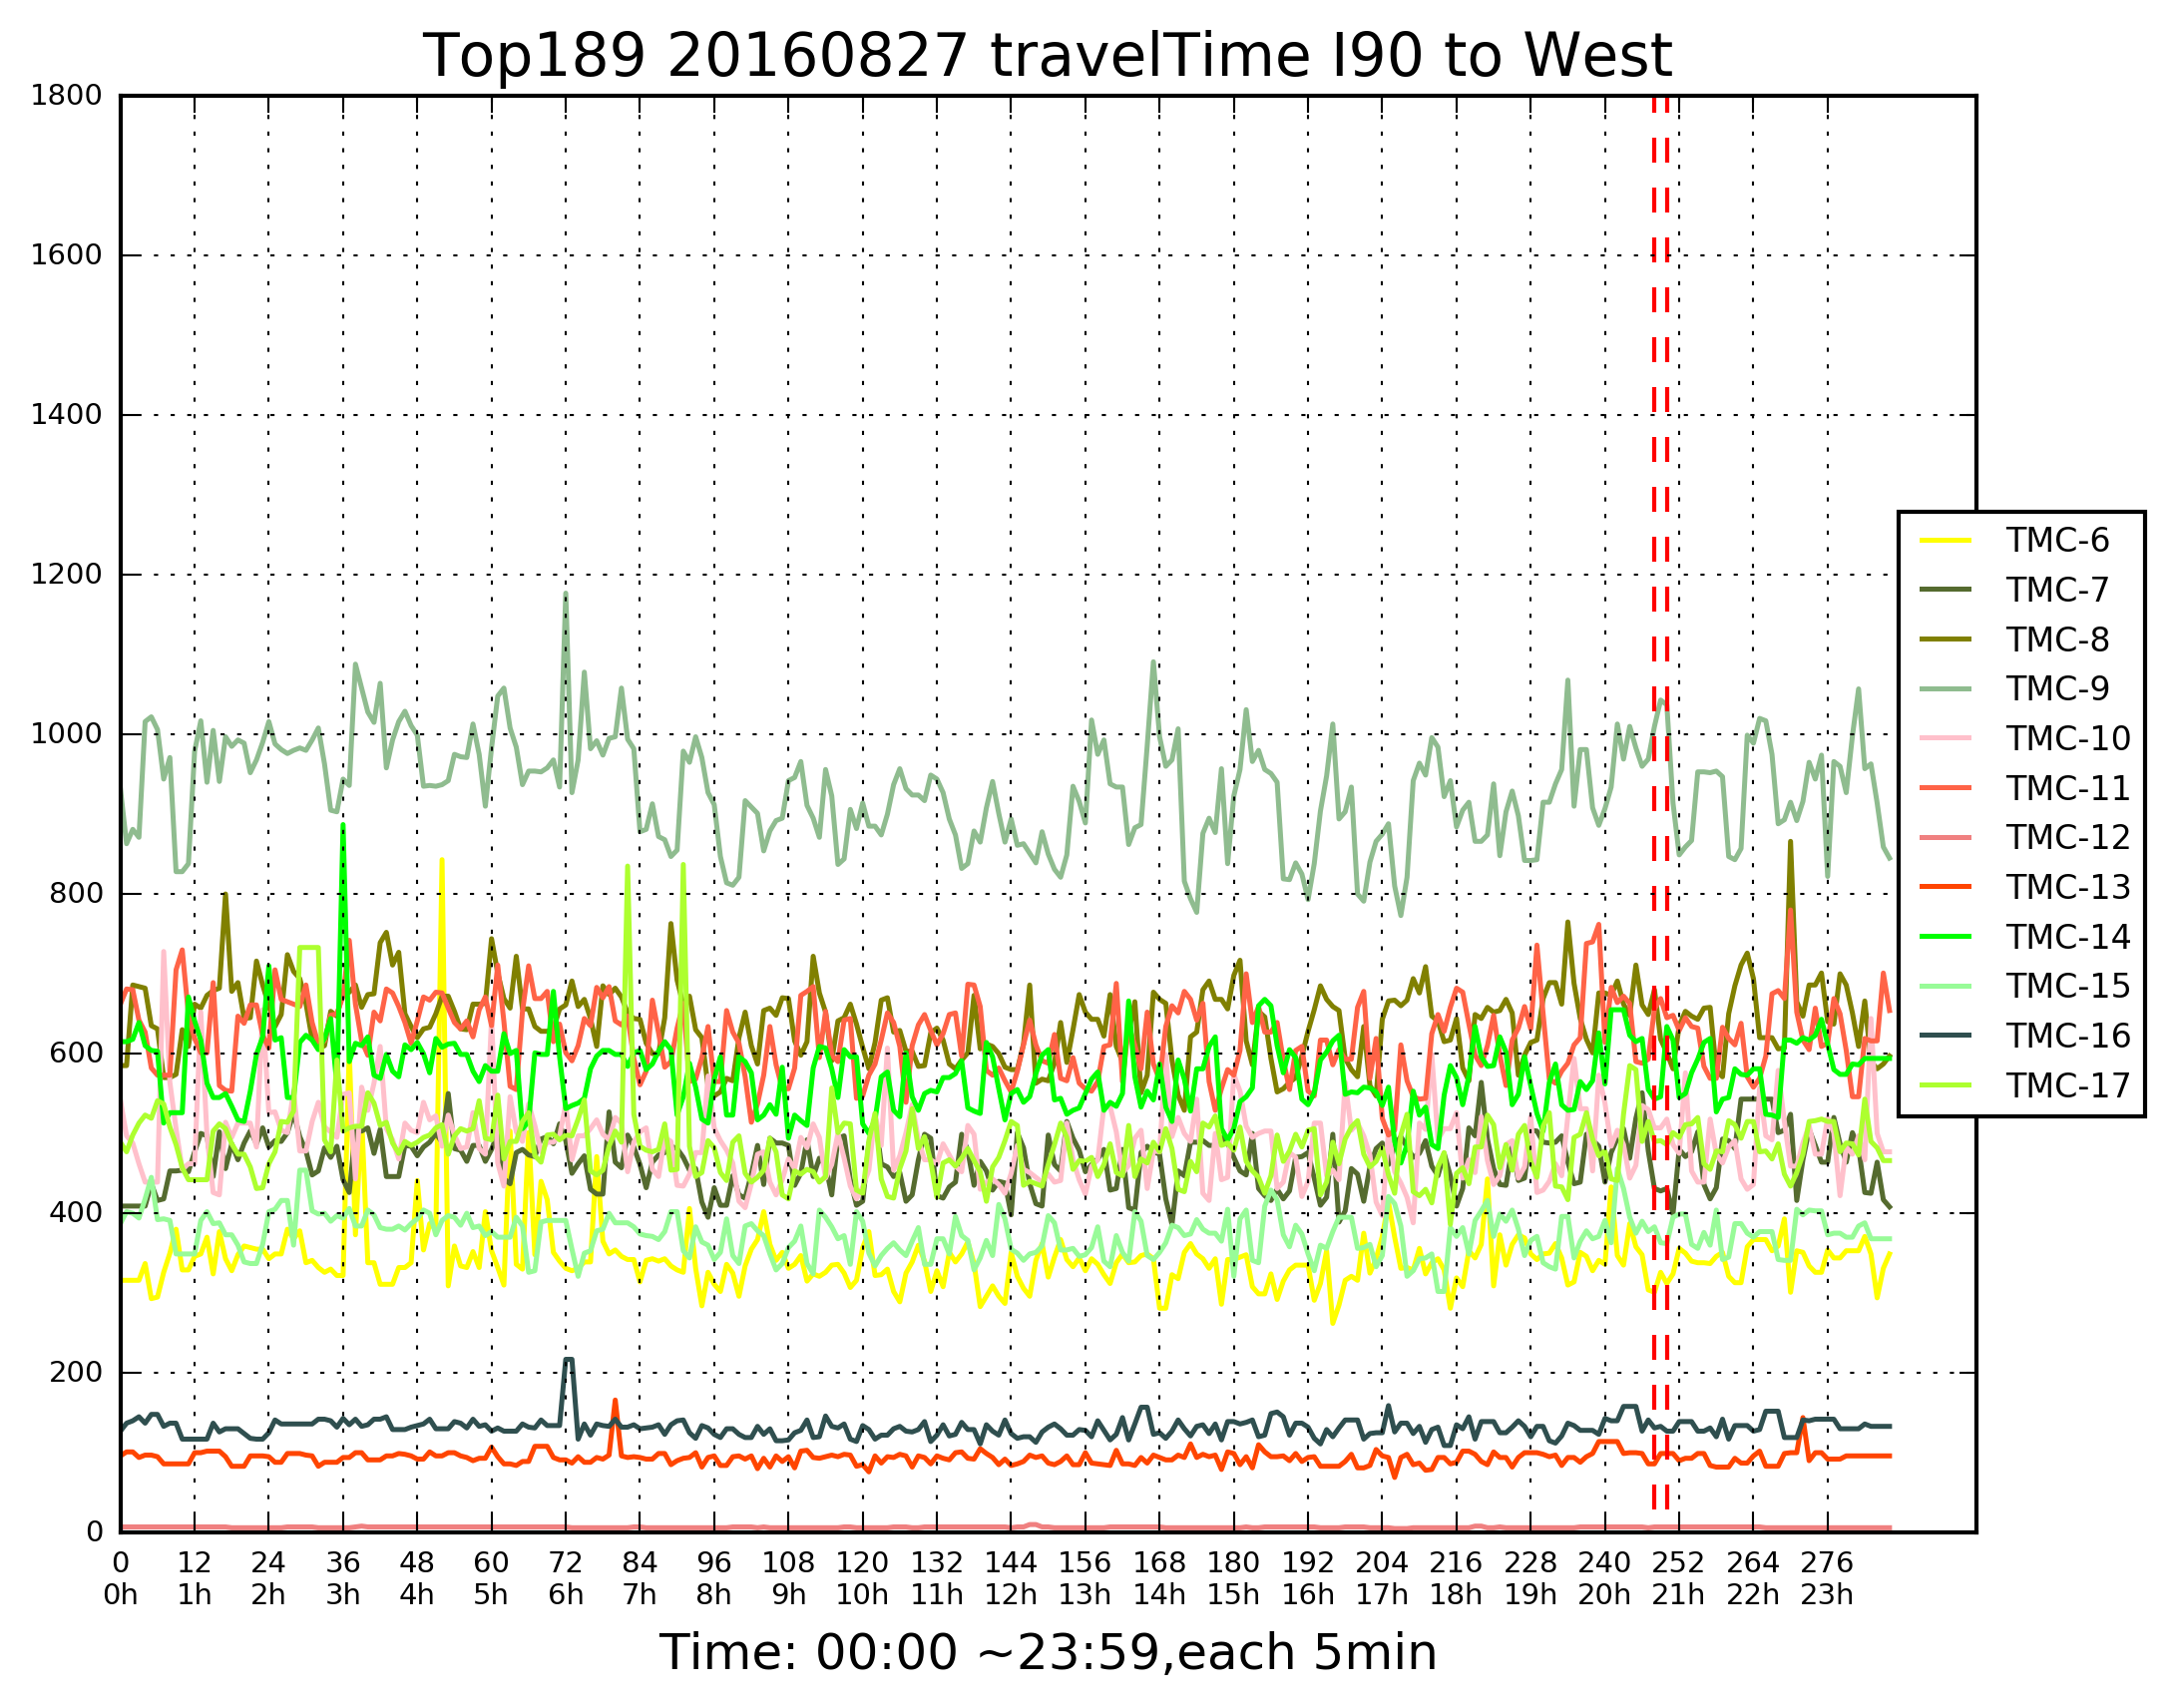 Top189 20160827 travelTime I90 to West
1800
1600
1400
1200
1000
800
600
400
200
0
TMC-6
TMC-7
TMC-8
TMC-9
TMC-10
TMC-11
TMC-12
TMC-13
TMC-14
TMC-15
TMC-16
TMC-17
0 12 24 36 48 60 72 84 96 108 120 132 144 156 168 180 192 204 216 228 240 252 264 276
0h 1h 2h 3h 4h 5h 6h 7h 8h 9h 10h 11h 12h 13h 14h 15h 16h 17h 18h 19h 20h 21h 22h 23h
Time: 00:00 ~23:59,each 5min